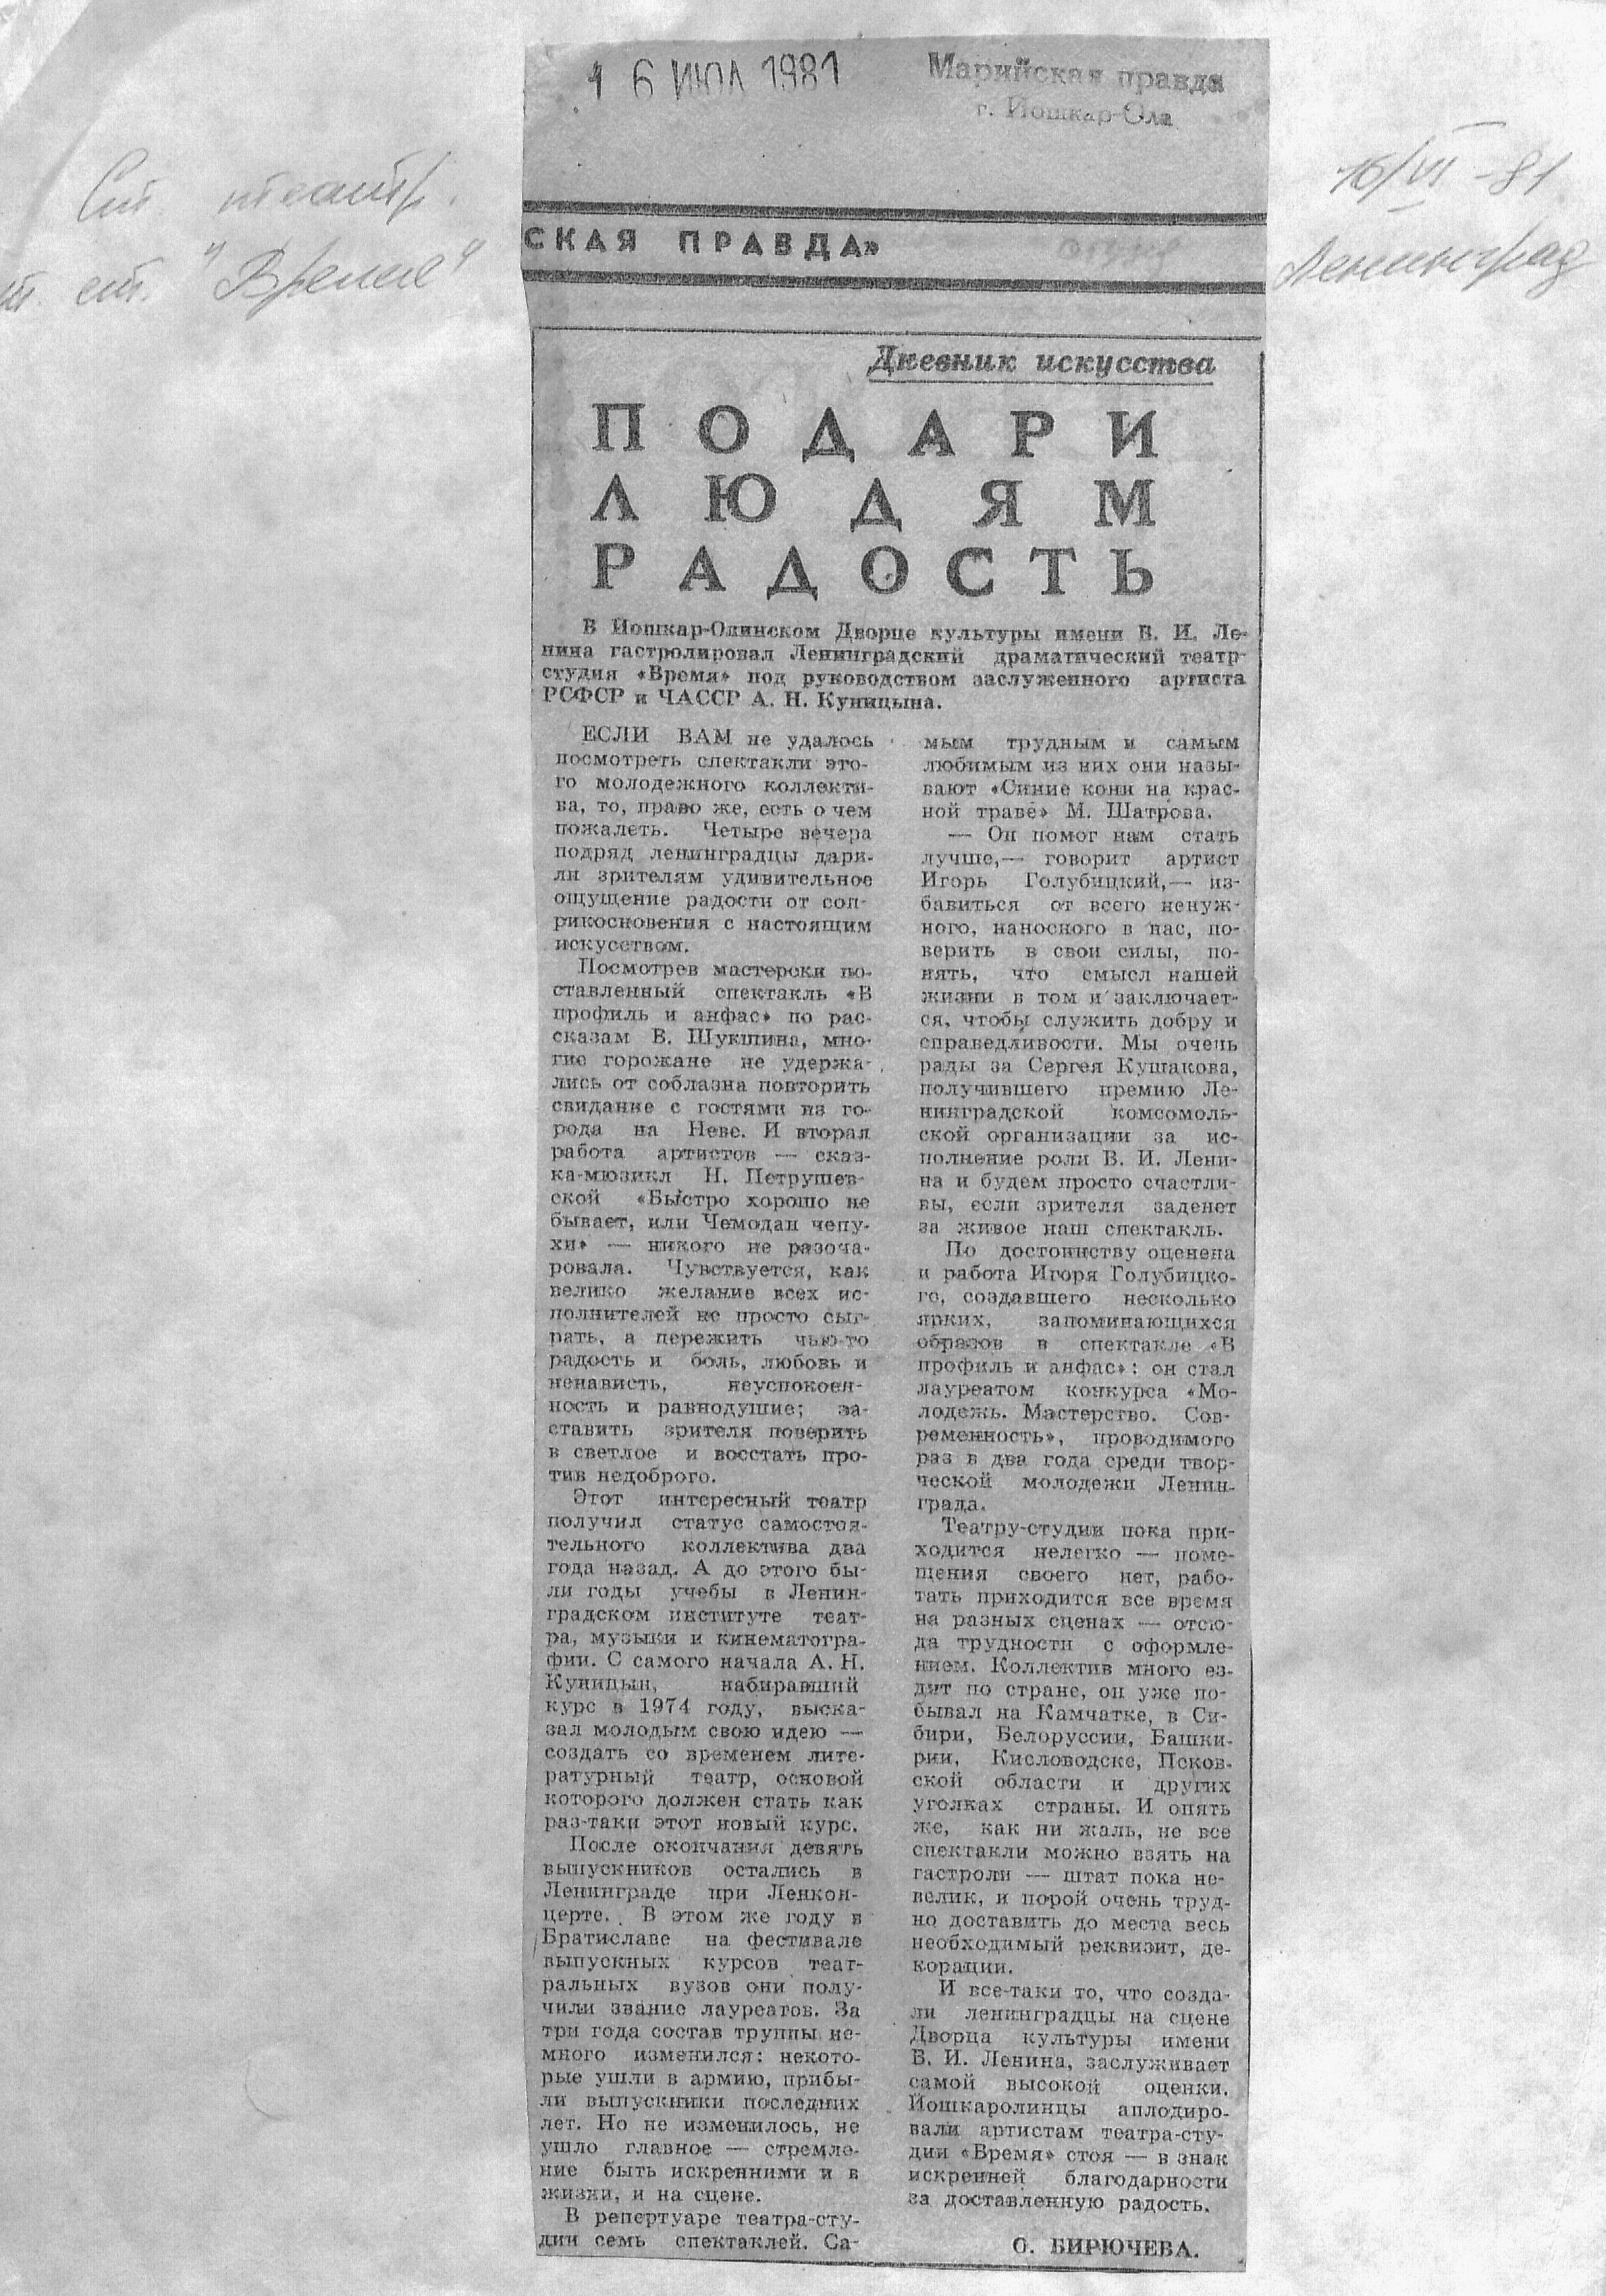 1 6 ИЮЛ 1981
Марийская правда
г. Йошкар-Ола
Ст театр.
т. ст. "Время"
16/VI -81
Ленинград
СКАЯ ПРАВДА»
Дневник искусства
ПОДАРИ
ЛЮДЯМ
РАДОСТЬ
В Йошкар-Олинском Дворце культуры имени В. И. Ле-
нина гастролировал Ленинградский драматический театр-
студия «Время» под руководством заслуженного артиста
РСФСР и ЧАССР А. Н. Куницына.
ЕСЛИ ВАМ не удалось
посмотреть спектакли это-
го молодежного коллекти-
ва, то, право же, есть о чем
пожалеть. Четыре вечера
подряд ленинградцы дари-
ли зрителям удивительное
ощущение радости от соп-
рикосновения с настоящим
искусством.
Посмотрев мастерски по-
ставленный спектакль «В
профиль и анфас» по рас-
сказам В. Шукшина, мно-
гие горожане не удержа-
лись от соблазна повторить
свидание с гостями из го-
рода на Неве. И вторая
работа артистов — сказ-
ка-мюзикл Н. Петрушев-
ской «Быстро хорошо не
бывает, или Чемодан чепу-
хи» — никого не разоча-
ровала. Чувствуется, как
велико желание всех ис-
полнителей не просто сыг-
рать, а пережить чью-то
радость и боль, любовь и
ненависть, неуспокоен-
ность и равнодушие; за-
ставить зрителя поверить
в светлое и восстать про-
тив недоброго.
Этот интересный театр
получил статус самостоя-
тельного коллектива два
года назад. А до этого бы-
ли годы учебы в Ленин-
градском институте теат-
ра, музыки и кинематогра-
фии. С самого начала А. Н.
Куницын, набиравший
курс в 1974 году, выска-
зал молодым свою идею —
создать со временем лите-
ратурный театр, основой
которого должен стать как
раз-таки этот новый курс.
После окончания девять
выпускников остались в
Ленинграде при Ленкон-
церте. В этом же году в
Братиславе на фестивале
выпускных курсов теат-
ральных вузов они полу-
чили звание лауреатов. За
три года состав труппы не-
много изменился: некото-
рые ушли в армию, прибы-
ли выпускники последних
лет. Но не изменилось, не
ушло главное — стремле-
ние быть искренними и в
жизни, и на сцене.
В репертуаре театра-сту-
дии семь спектаклей. Са-
мым трудным и самым
любимым из них они назы-
вают «Синие кони на крас-
ной траве» М. Шатрова.
— Он помог нам стать
лучше,— говорит артист
Игорь Голубицкий,— из-
бавиться от всего ненуж-
ного, наносного в нас, по-
верить в свои силы, по-
нять, что смысл нашей
жизни в том и заключает-
ся, чтобы служить добру и
справедливости. Мы очень
рады за Сергея Кушакова,
получившего премию Ле-
нинградской комсомоль-
ской организации за ис-
полнение роли В. И. Лени-
на и будем просто счастли-
вы, если зрителя заденет
за живое наш спектакль.
По достоинству оценена
и работа Игоря Голубицко-
го, создавшего несколько
ярких, запоминающихся
образов в спектакле «В
профиль и анфас»: он стал
лауреатом конкурса «Мо-
лодежь. Мастерство. Сов-
ременность», проводимого
раз в два года среди твор-
ческой молодежи Ленин-
града.
Театру-студии пока при-
ходится нелегко — поме-
щения своего нет, рабо-
тать приходится все время
на разных сценах — отсю-
да трудности с оформле-
нием. Коллектив много ез-
дит по стране, он уже по-
бывал на Камчатке, в Си-
бири, Белоруссии, Башки-
рии, Кисловодске, Псков-
ской области и других
уголках страны. И опять
же, как ни жаль, не все
спектакли можно взять на
гастроли — штат пока не-
велик, и порой очень труд-
но доставить до места весь
необходимый реквизит, де-
корации.
И все-таки то, что созда-
ли ленинградцы на сцене
Дворца культуры имени
В. И. Ленина, заслуживает
самой высокой оценки.
Йошкаролинцы аплодиро-
вали артистам театра-сту-
дии «Время» стоя — в знак
искренней благодарности
за доставленную радость.
О. БИРЮЧЕВА.